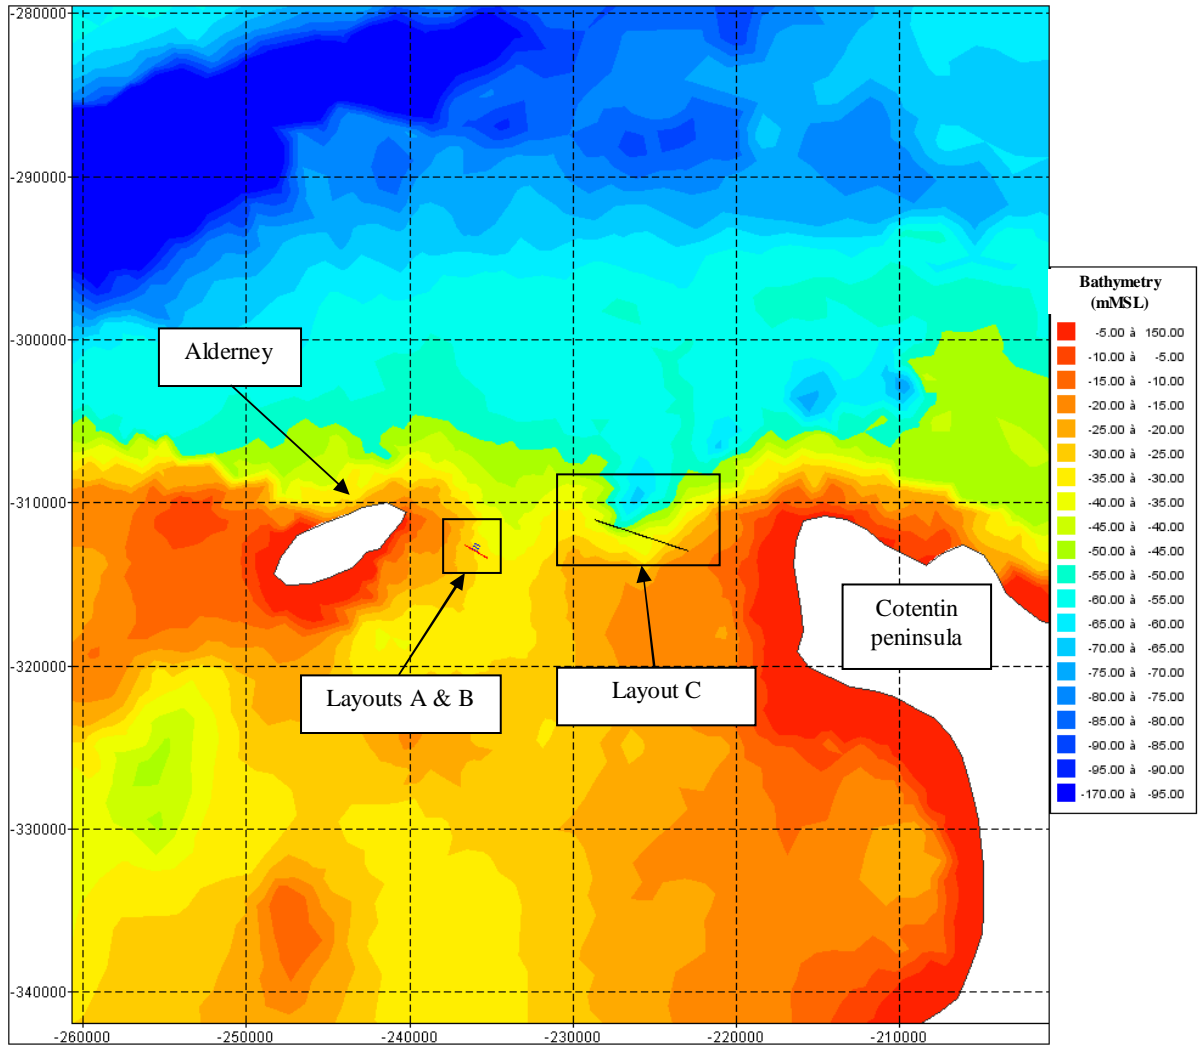 -280000
-290000
-300000
-310000
-320000
-330000
-340000
-260000
-250000
-240000
-230000
-220000
-210000
Alderney
Layouts A & B
Layout C
Cotentin
peninsula
Bathymetry
(mMSL)
-5.00 à 150.00
-10.00 à -5.00
-15.00 à -10.00
-20.00 à -15.00
-25.00 à -20.00
-30.00 à -25.00
-35.00 à -30.00
-40.00 à -35.00
-45.00 à -40.00
-50.00 à -45.00
-55.00 à -50.00
-60.00 à -55.00
-65.00 à -60.00
-70.00 à -65.00
-75.00 à -70.00
-80.00 à -75.00
-85.00 à -80.00
-90.00 à -85.00
-95.00 à -90.00
-170.00 à -95.00